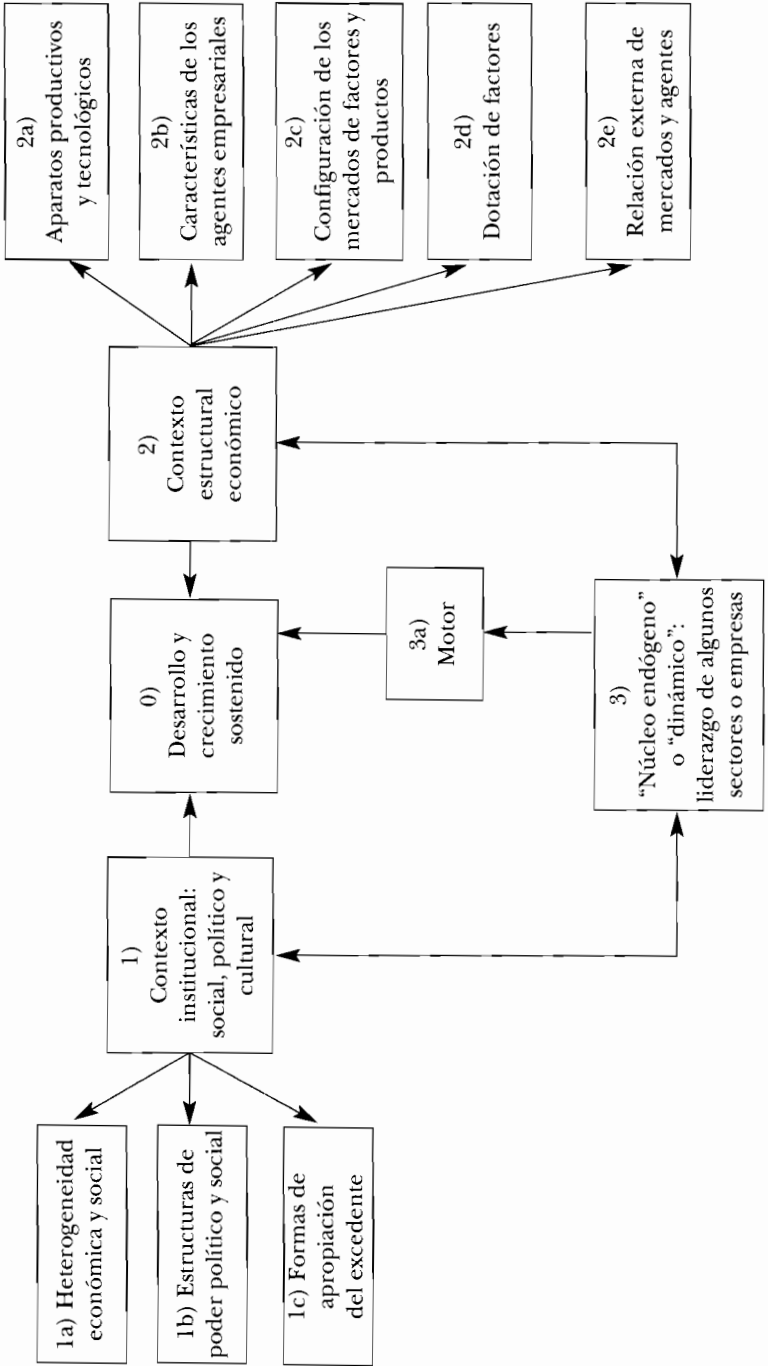 1a) Heterogeneidad
económica y social
1b) Estructuras de
poder político y social
1c) Formas de
apropiación
del excedente
1)
Contexto
institucional:
social, político y
cultural
0)
Desarrollo y
crecimiento
sostenido
2)
Contexto
estructural
económico
3a)
Motor
3)
“Núcleo endógeno”
o “dinámico”:
liderazgo de algunos
sectores o empresas
2a)
Aparatos productivos
y tecnológicos
2b)
Características de los
agentes empresariales
2c)
Configuración de los
mercados de factores y
productos
2d)
Dotación de factores
2e)
Relación externa de
mercados y agentes